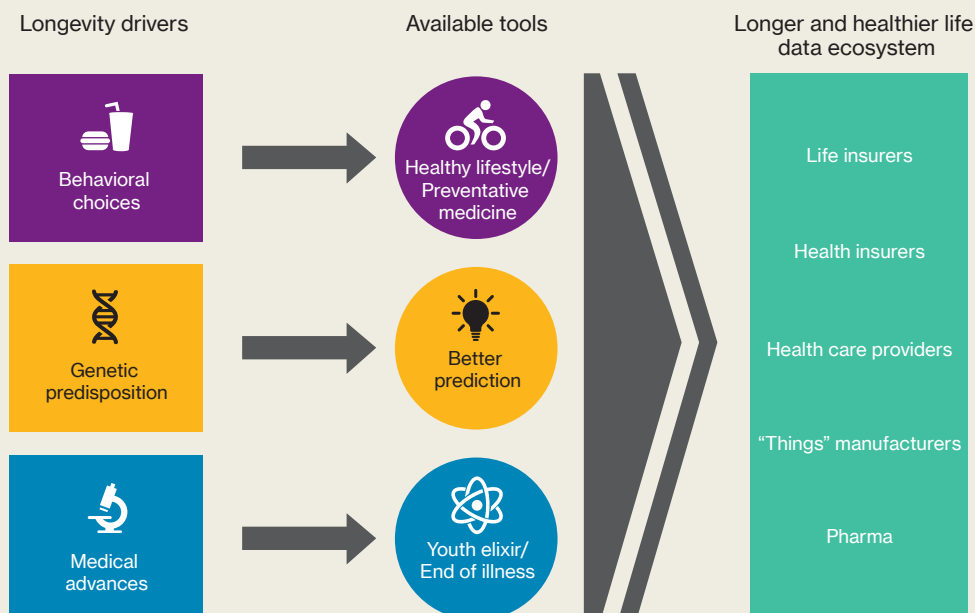 Longevity drivers
Available tools
Longer and healthier life
data ecosystem
Behavioral
choices
Healthy lifestyle/
Preventative
medicine
Genetic
predisposition
Better
prediction
Medical
advances
Youth elixir/
End of illness
Life insurers
Health insurers
Health care providers
“Things” manufacturers
Pharma